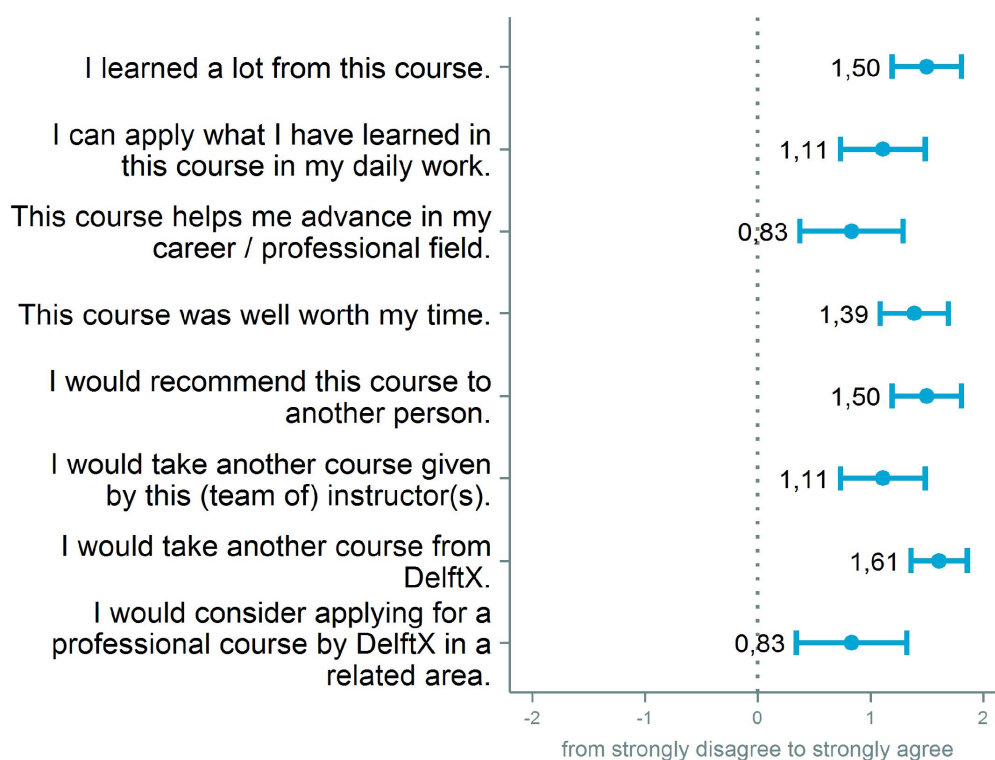 I learned a lot from this course.
1,50
I can apply what I have learned in
this course in my daily work.
1,11
This course helps me advance in my
career / professional field.
0,83
This course was well worth my time.
1,39
I would recommend this course to
another person.
1,50
I would take another course given
by this (team of) instructor(s).
1,11
I would take another course from
DelftX.
1,61
I would consider applying for a
professional course by DelftX in a
related area.
0,83
-2 -1 0 1 2
from strongly disagree to strongly agree